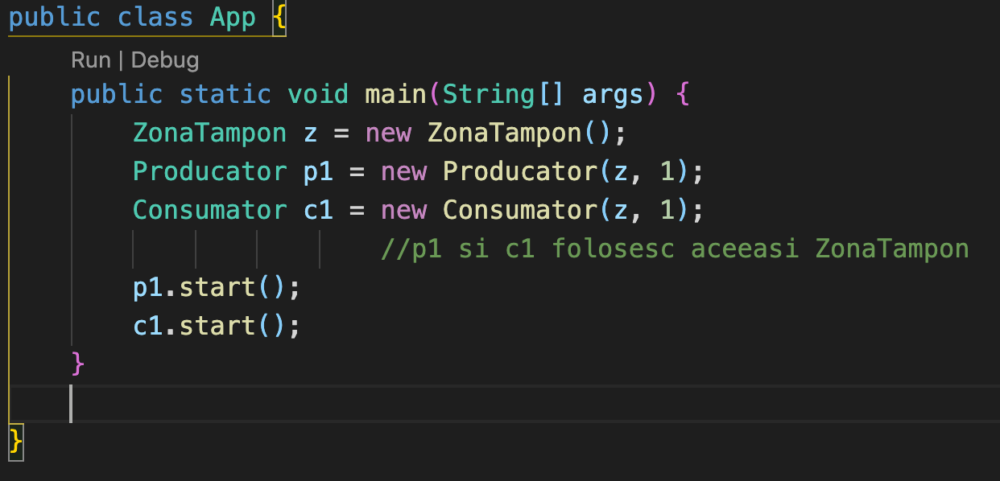 public class App {
Run | Debug
public static void main(String[] args) {
ZonaTampon z = new ZonaTampon();
Producator p1 = new Producator(z, 1);
Consumator c1 = new Consumator(z, 1);
//p1 si c1 folosesc aceeasi ZonaTampon
p1.start();
c1.start();
}
}